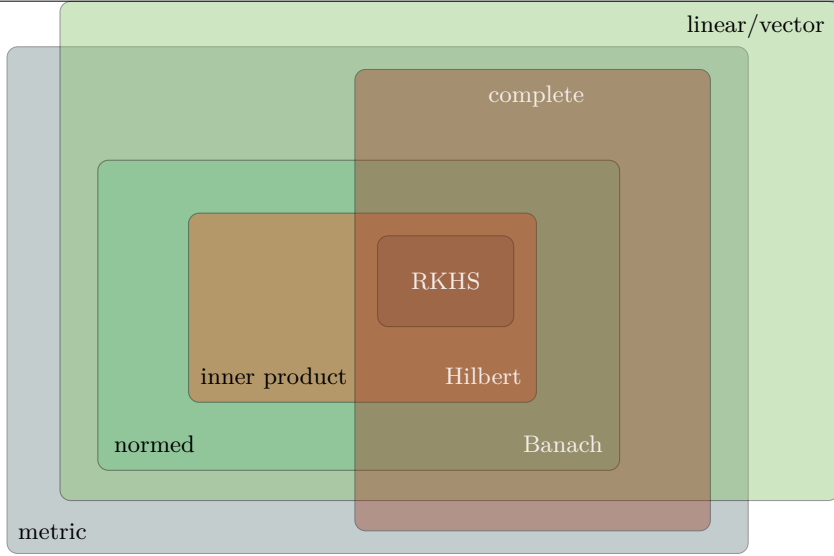 linear/vector
complete
RKHS
inner product
Hilbert
normed
Banach
metric